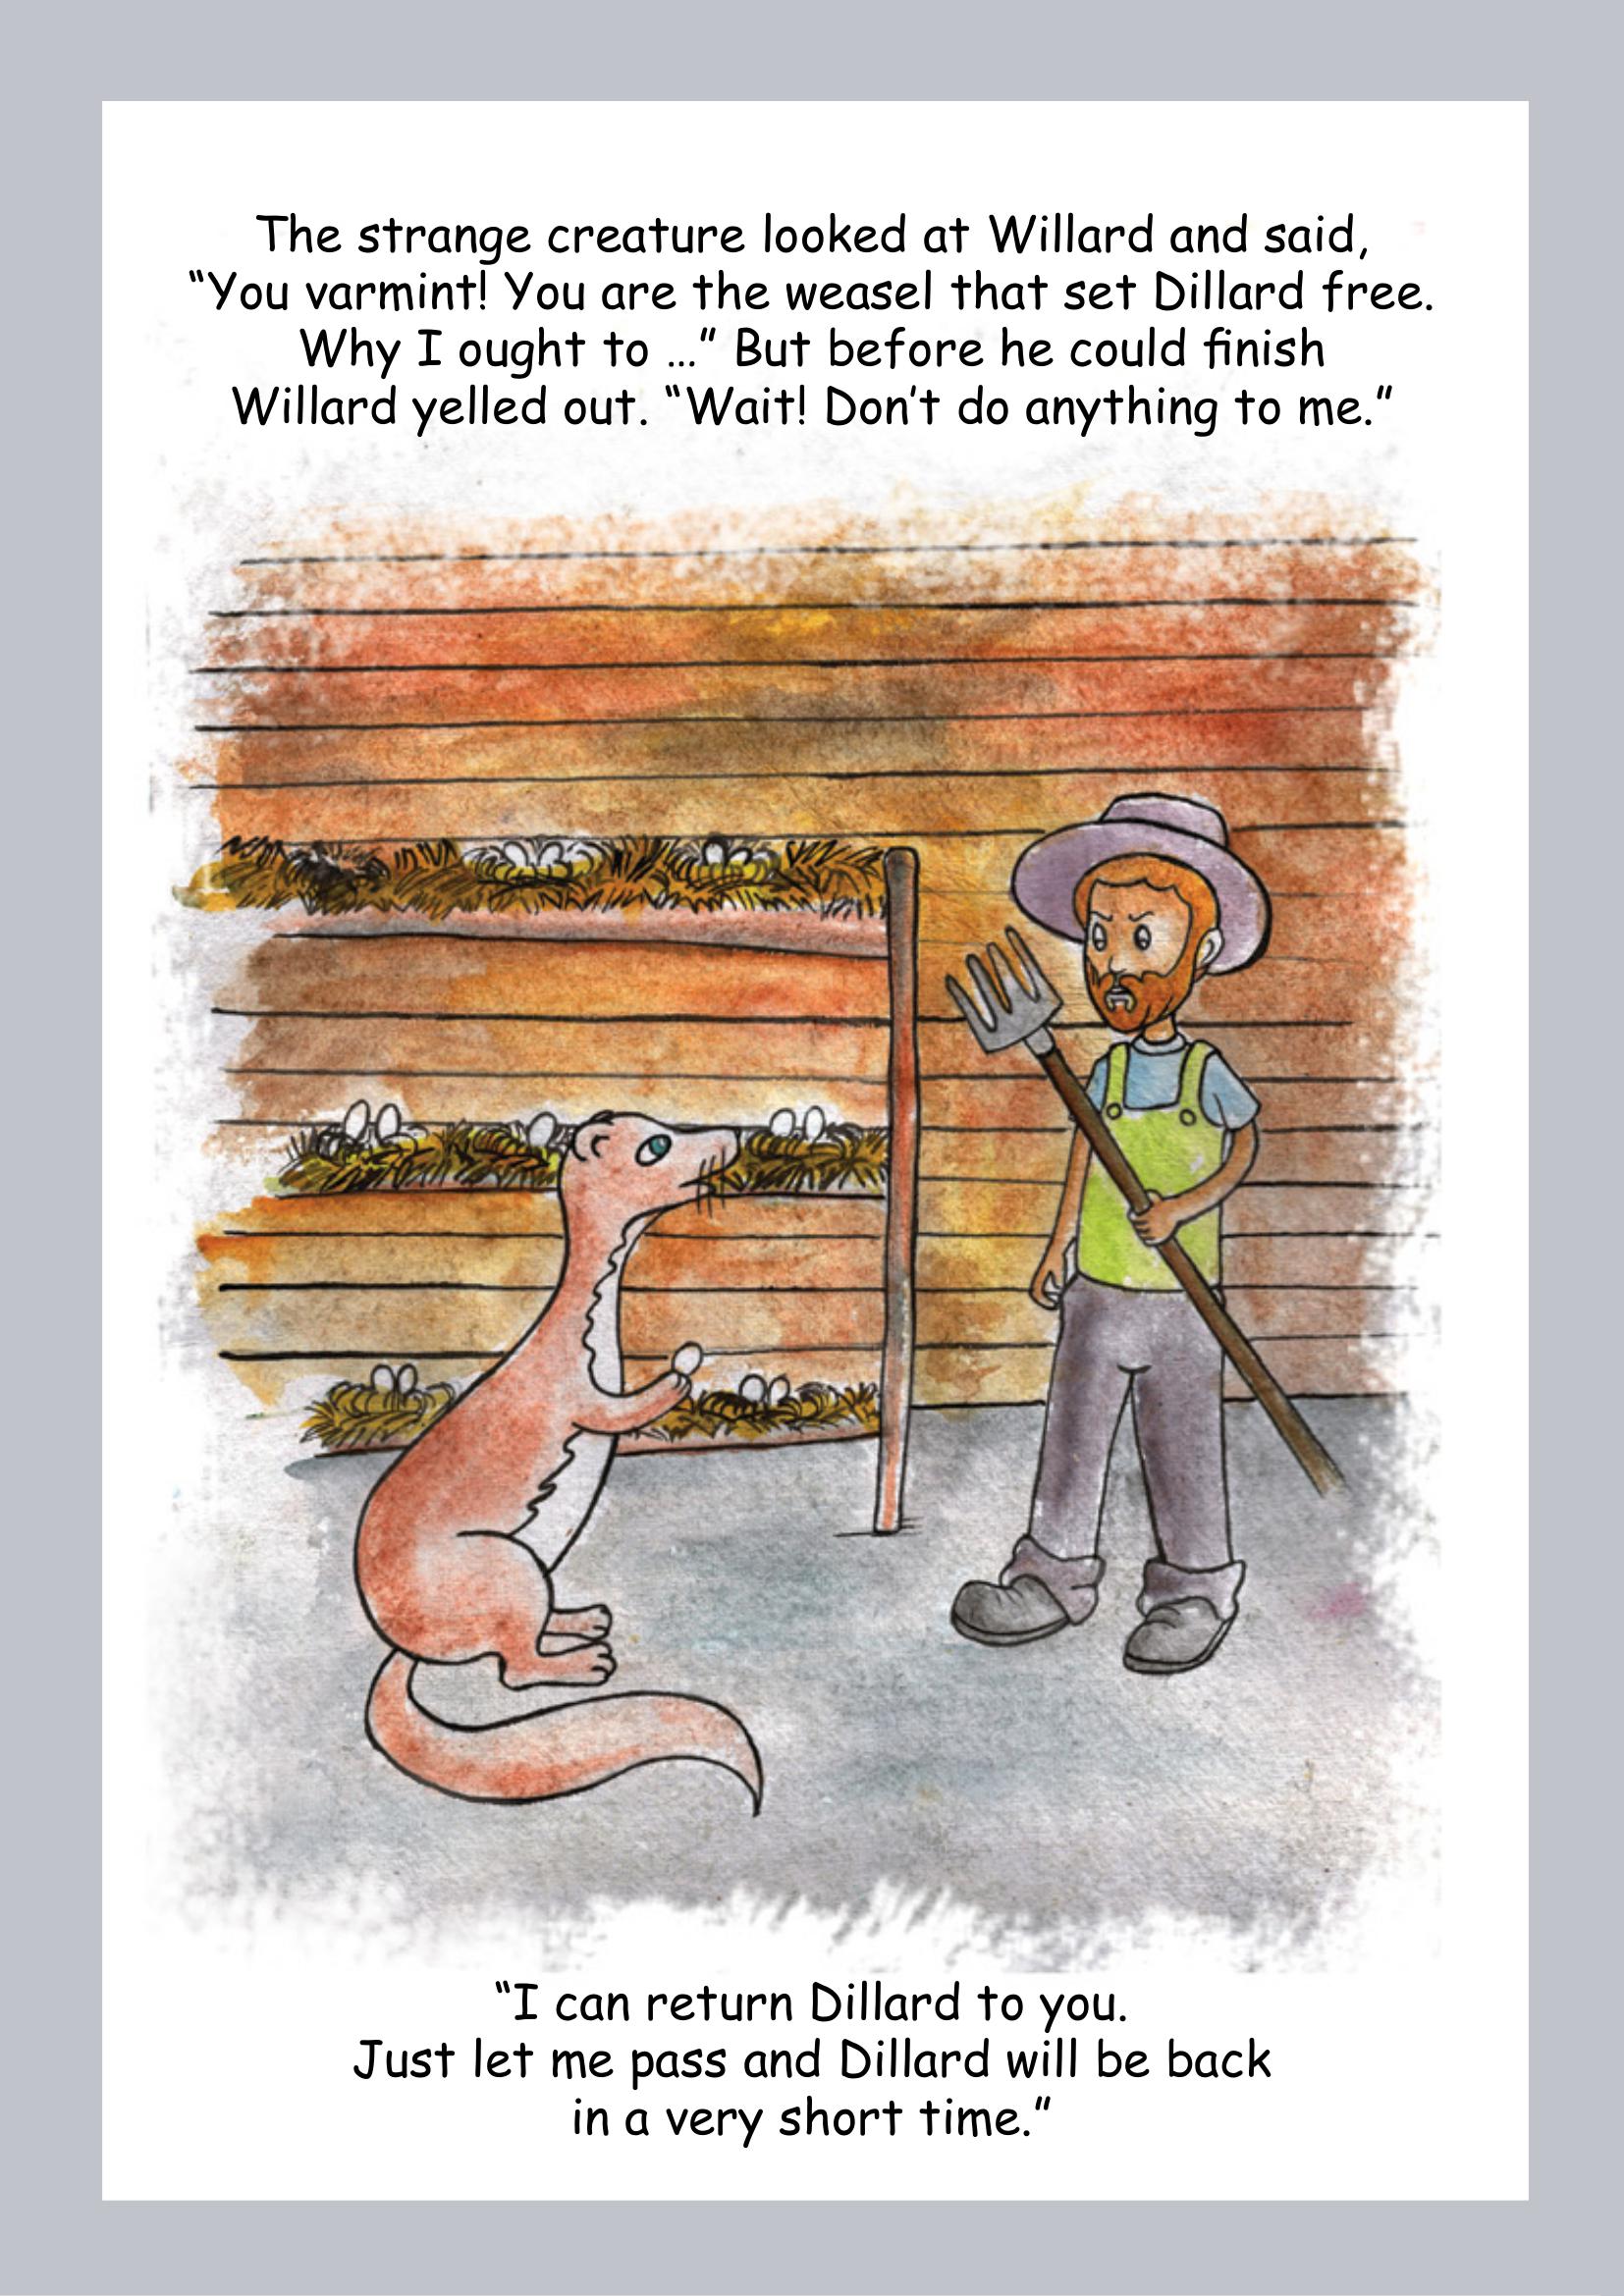 The strange creature looked at Willard and said,
“You varmint! You are the weasel that set Dillard free.
Why I ought to ...” But before he could finish
Willard yelled out. “Wait! Don’t do anything to me.”
“I can return Dillard to you.
Just let me pass and Dillard will be back
in a very short time.”